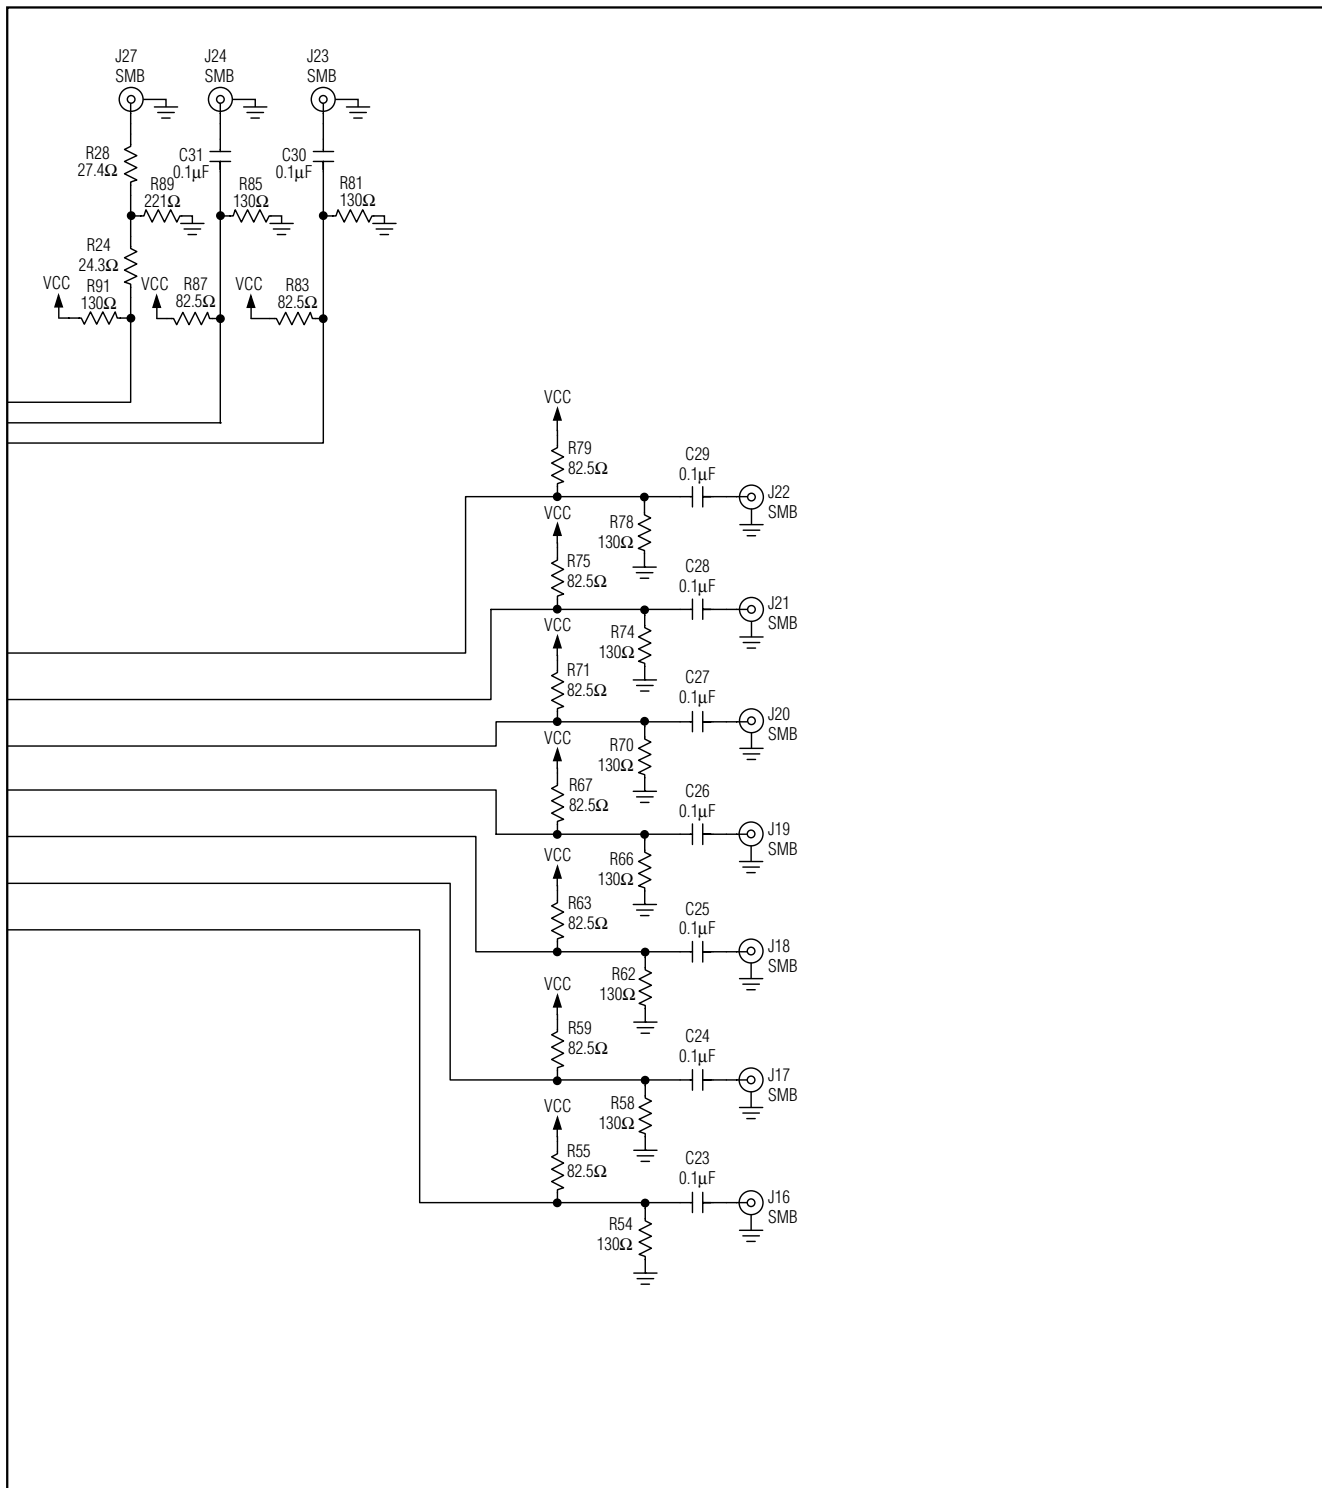 J27
SMB
J24
SMB
J23
SMB
R28
27.4Ω
C31
0.1μF
C30
0.1μF
R89
221Ω
R85
130Ω
R81
130Ω
R24
24.3Ω
VCC
R91
130Ω
VCC
R87
82.5Ω
VCC
R83
82.5Ω
VCC
R79
82.5Ω
C29
0.1μF
J22
SMB
R78
130Ω
VCC
R75
82.5Ω
C28
0.1μF
J21
SMB
R74
130Ω
VCC
R71
82.5Ω
C27
0.1μF
J20
SMB
R70
130Ω
VCC
R67
82.5Ω
C26
0.1μF
J19
SMB
R66
130Ω
VCC
R63
82.5Ω
C25
0.1μF
J18
SMB
R62
130Ω
VCC
R59
82.5Ω
C24
0.1μF
J17
SMB
R58
130Ω
VCC
R55
82.5Ω
C23
0.1μF
J16
SMB
R54
130Ω